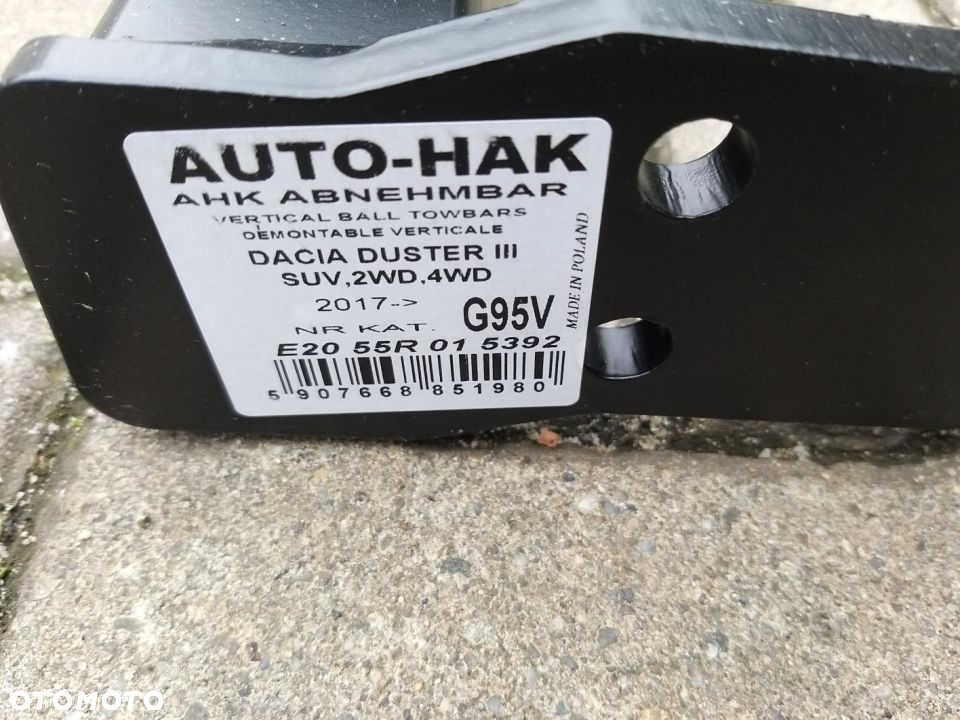 AUTO-HAK
AHK ABNEHMBAR
VERTICAL BALL TOWBARS
DÉMONTABLE VERTICALE
DACIA DUSTER III
SUV,2WD,4WD
2017-->
NR KAT. G95V
E20 55R 01 5392
5 907668 851980
MADE IN POLAND
OTOMOTO